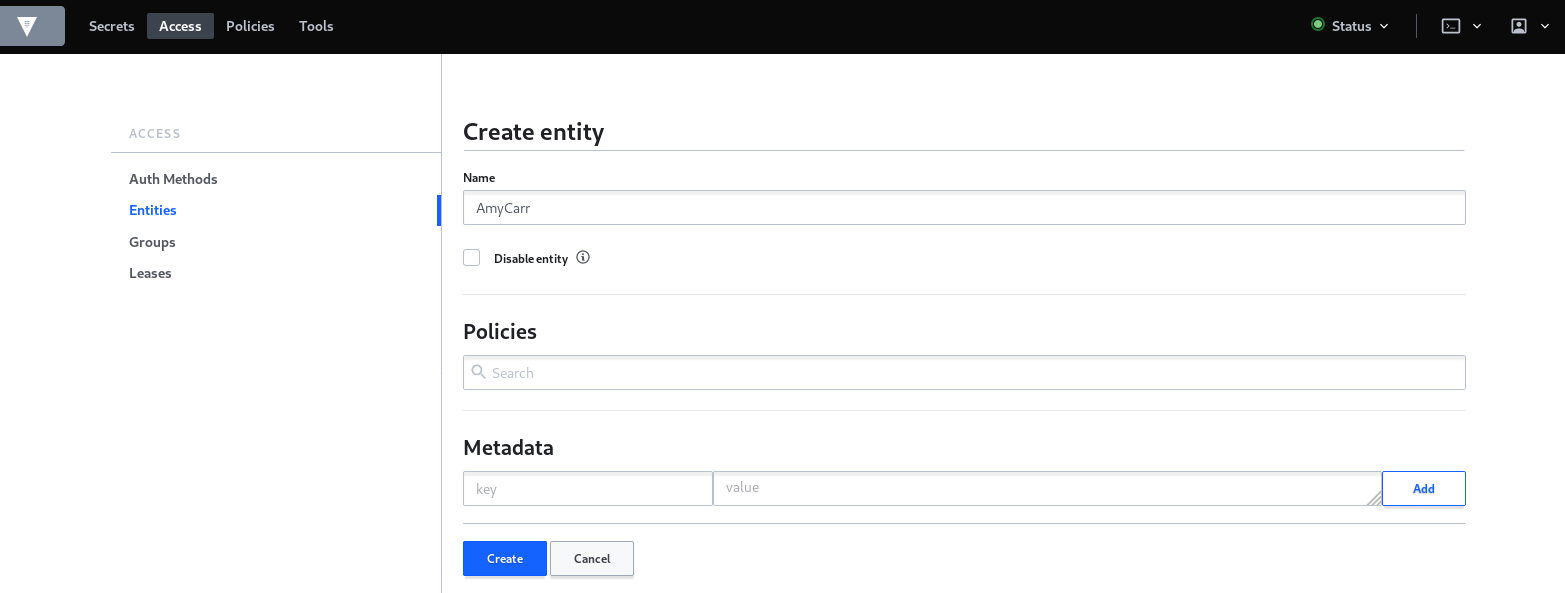 Secrets Access Policies Tools Status
ACCESS
Auth Methods
Entities
Groups
Leases
Create entity
Name
AmyCarr
Disable entity
Policies
Search
Metadata
key value Add
Create Cancel